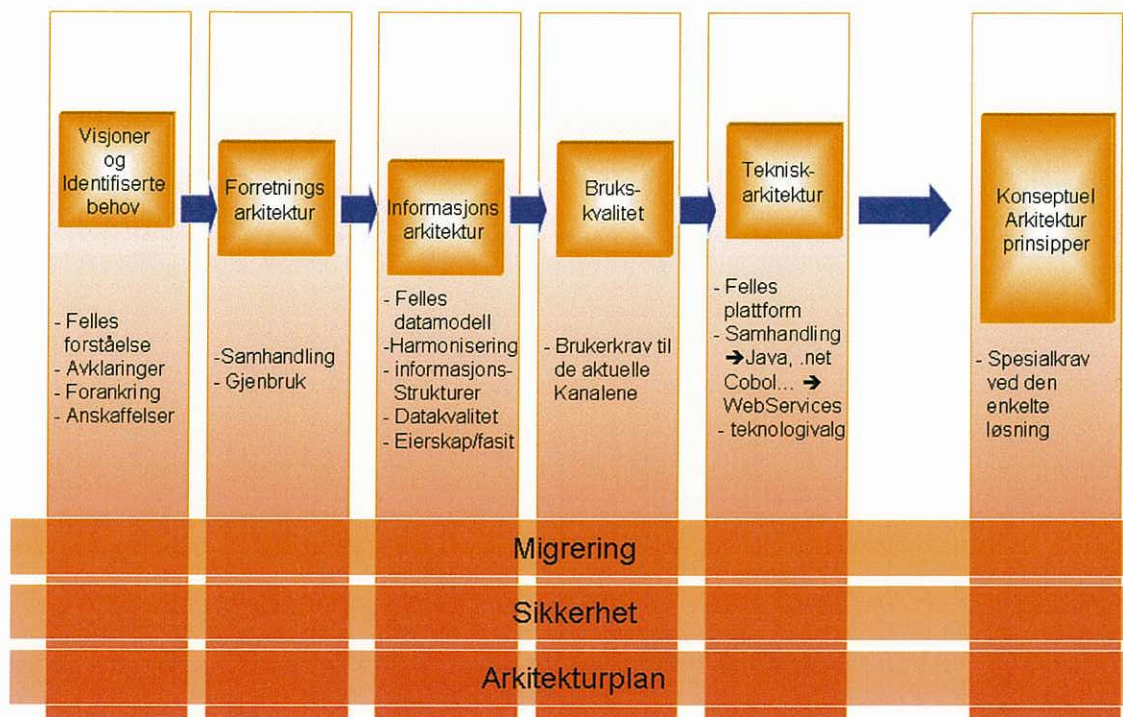 Visjoner
og
Identifiserte
behov
- Felles
forståelse
- Avklaringer
- Forankring
- Anskaffelser
Forretnings
arkitektur
-Samhandling
- Gjenbruk
Informasjons
arkitektur
- Felles
datamodell
-Harmonisering
- informasjons-
Strukturer
- Datakvalitet
- Eierskap/fasit
Bruks-
kvalitet
- Brukerkrav til
de aktuelle
Kanalene
Teknisk-
arkitektur
- Felles
plattform
- Samhandling
➔Java, .net
Cobol... ➔
WebServices
- teknologivalg
Konseptuel
Arkitektur
prinsipper
- Spesialkrav
ved den
enkelte
løsning
Migrering
Sikkerhet
Arkitekturplan